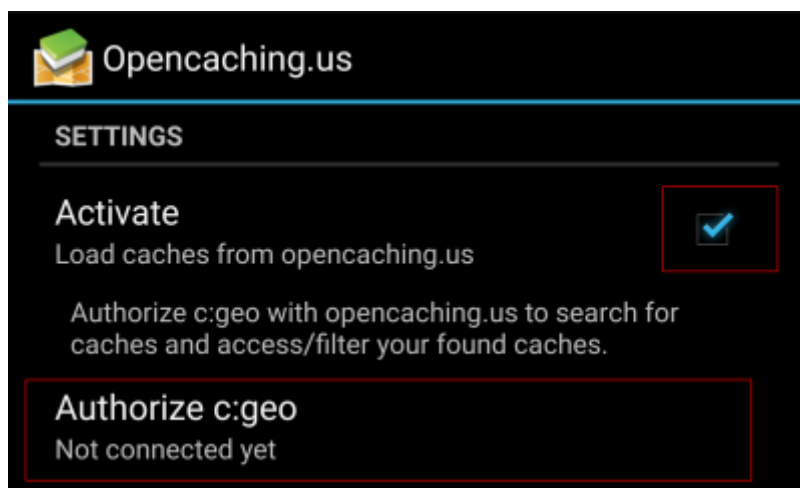 Opencaching.us
SETTINGS
Activate
Load caches from opencaching.us
Authorize c:geo with opencaching.us to search for
caches and access/filter your found caches.
Authorize c:geo
Not connected yet